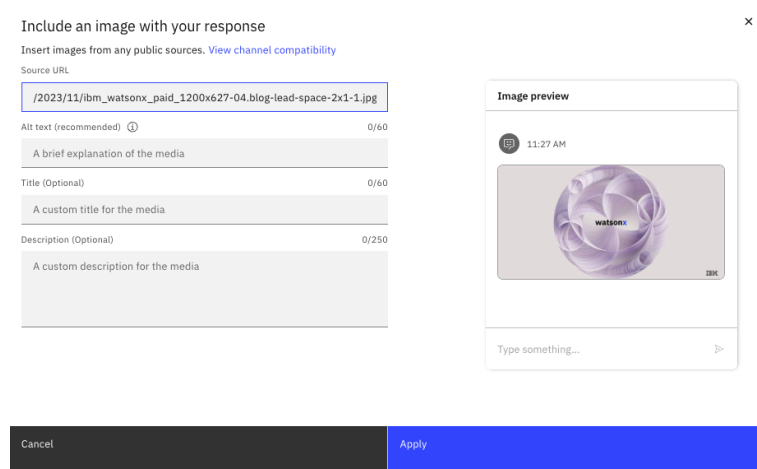 Include an image with your response
Insert images from any public sources. View channel compatibility
Source URL
/2023/11/ibm_watsonx_paid_1200x627-04.blog-lead-space-2x1-1.jpg
Alt text (recommended)
0/60
A brief explanation of the media
Title (Optional)
0/60
A custom title for the media
Description (Optional)
0/250
A custom description for the media
Image preview
11:27 AM
watsonx
IBM
Type something...
Cancel
Apply